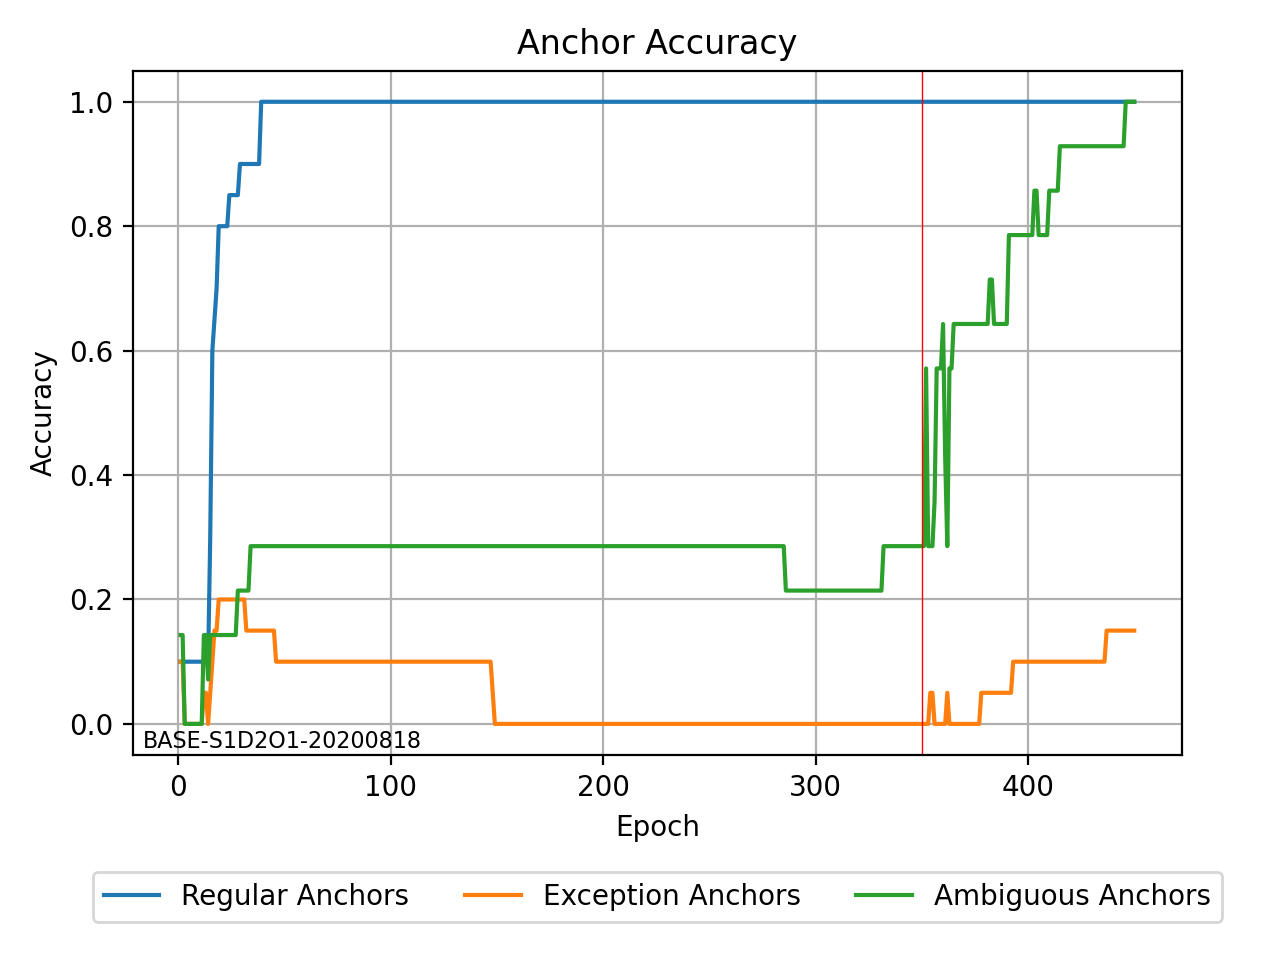 Anchor Accuracy
1.0
0.8
0.6
0.4
0.2
0.0
Accuracy
BASE-S1D2O1-20200818
0 100 200 300 400
Epoch
Regular Anchors Exception Anchors Ambiguous Anchors